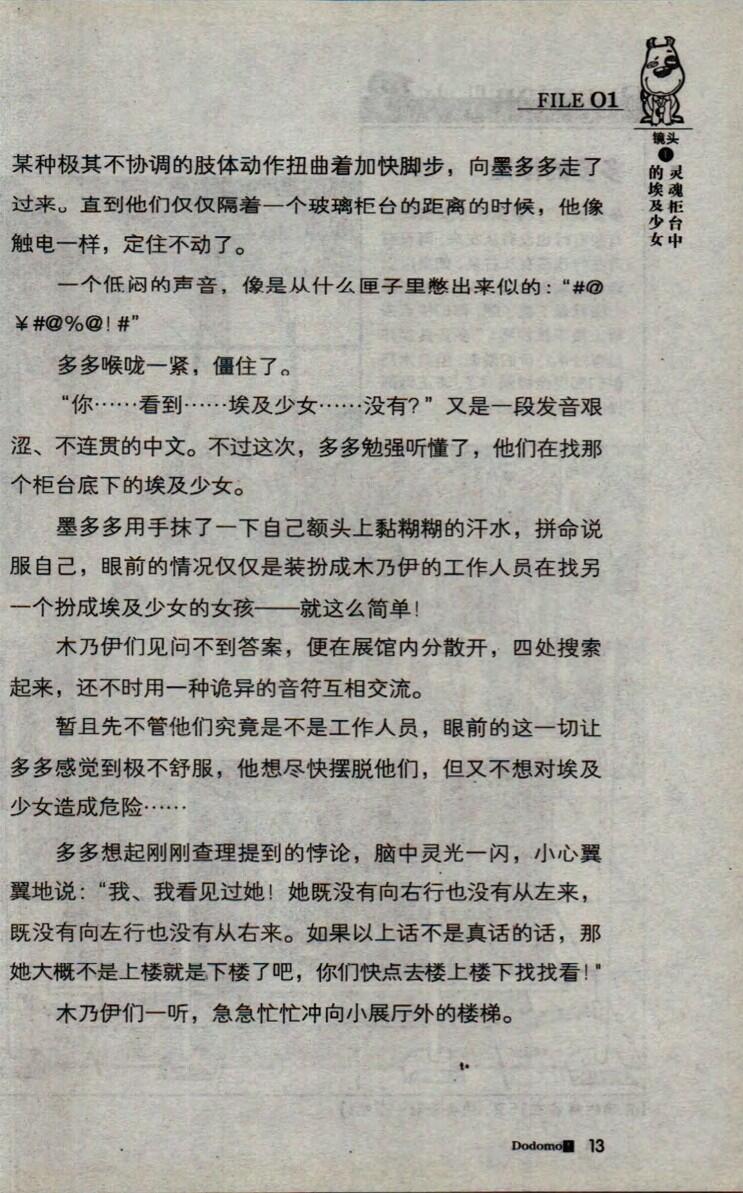 FILE 01
镜头
灵魂柜台中
的埃及少女
某种极其不协调的肢体动作扭曲着加快脚步，向墨多多走了
过来。直到他们仅仅隔着一个玻璃柜台的距离的时候，他像
触电一样，定住不动了。
一个低闷的声音，像是从什么匣子里憋出来似的：“#@
￥#@%@！#”
多多喉咙一紧，僵住了。
“你……看到……埃及少女……没有？”又是一段发音艰
涩、不连贯的中文。不过这次，多多勉强听懂了，他们在找那
个柜台底下的埃及少女。
墨多多用手抹了一下自己额头上黏糊糊的汗水，拼命说
服自己，眼前的情况仅仅是装扮成木乃伊的工作人员在找另
一个扮成埃及少女的女孩——就这么简单！
木乃伊们见问不到答案，便在展馆内分散开，四处搜索
起来，还不时用一种诡异的音符互相交流。
暂且先不管他们究竟是不是工作人员，眼前的这一切让
多多感觉到极不舒服，他想尽快摆脱他们，但又不想对埃及
少女造成危险……
多多想起刚刚查理提到的悖论，脑中灵光一闪，小心翼
翼地说：“我、我看见过她！她既没有向右行也没有从左来，
既没有向左行也没有从右来。如果以上话不是真话的话，那
她大概不是上楼就是下楼了吧，你们快点去楼上楼下找找看！"
木乃伊们一听，急急忙忙冲向小展厅外的楼梯。
Dodomo 13